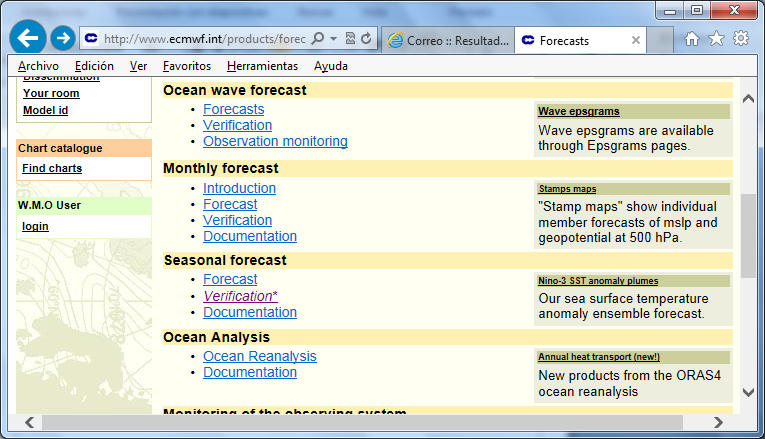 http://www.ecmwf.int/products/forec
Correo :: Resultad...
Forecasts
Archivo Edición Ver Favoritos Herramientas Ayuda
Dissemination
Your room
Model id
Chart catalogue
Find charts
W.M.O User
login
Ocean wave forecast
• Forecasts
• Verification
• Observation monitoring
Wave epsgrams
Wave epsgrams are available
through Epsgrams pages.
Monthly forecast
• Introduction
• Forecast
• Verification
• Documentation
Stamps maps
"Stamp maps" show individual
member forecasts of mslp and
geopotential at 500 hPa.
Seasonal forecast
• Forecast
• Verification*
• Documentation
Nino-3 SST anomaly plumes
Our sea surface temperature
anomaly ensemble forecast.
Ocean Analysis
• Ocean Reanalysis
• Documentation
Annual heat transport (new!)
New products from the ORAS4
ocean reanalysis
Monitoring of the observing system